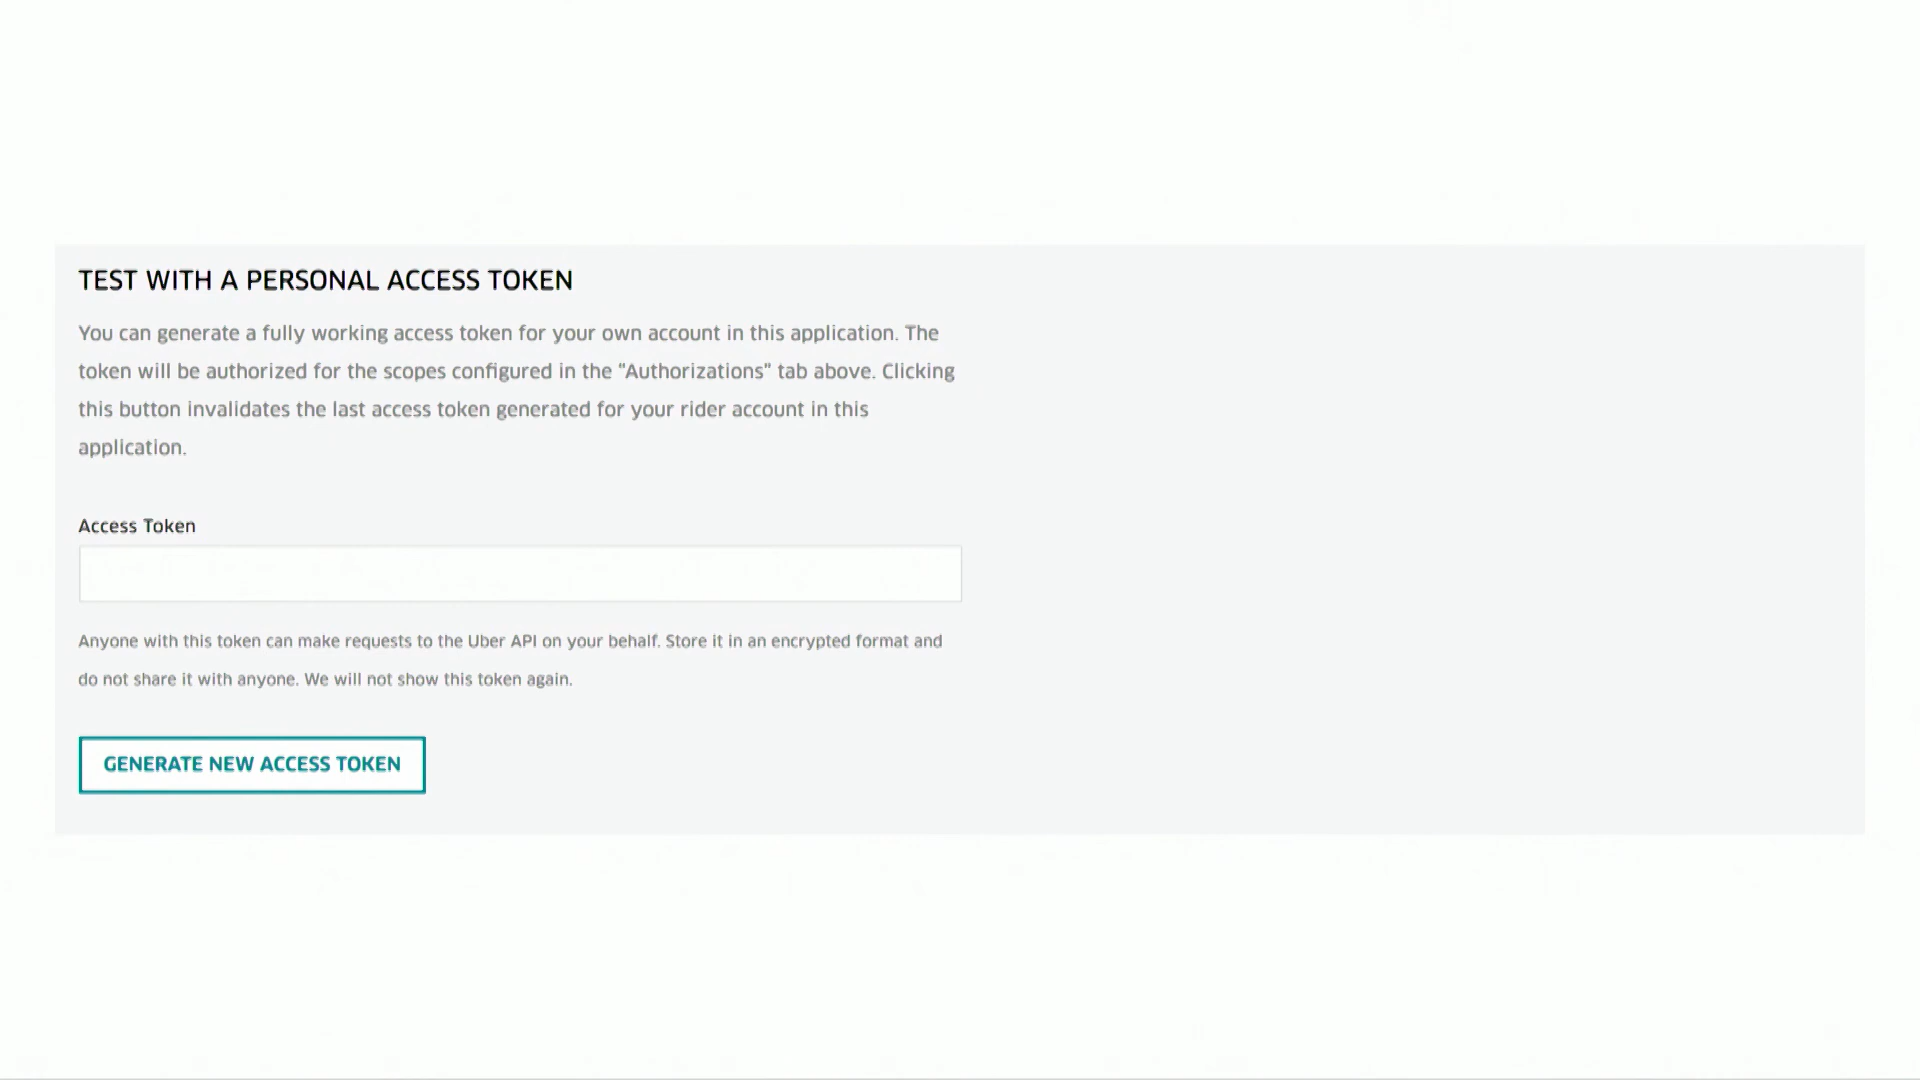 TEST WITH A PERSONAL ACCESS TOKEN
You can generate a fully working access token for your own account in this application. The
token will be authorized for the scopes configured in the "Authorizations" tab above. Clicking
this button invalidates the last access token generated for your rider account in this
application.
Access Token
Anyone with this token can make requests to the Uber API on your behalf. Store it in an encrypted format and
do not share it with anyone. We will not show this token again.
GENERATE NEW ACCESS TOKEN